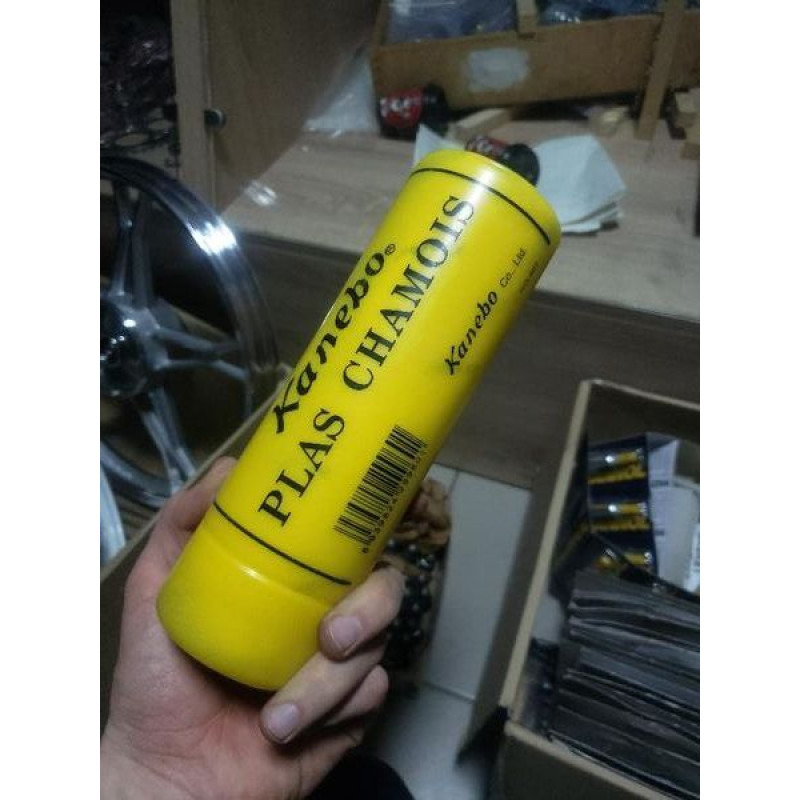 Kanebo®
PLAS CHAMOIS
Kanebo Co., Ltd.